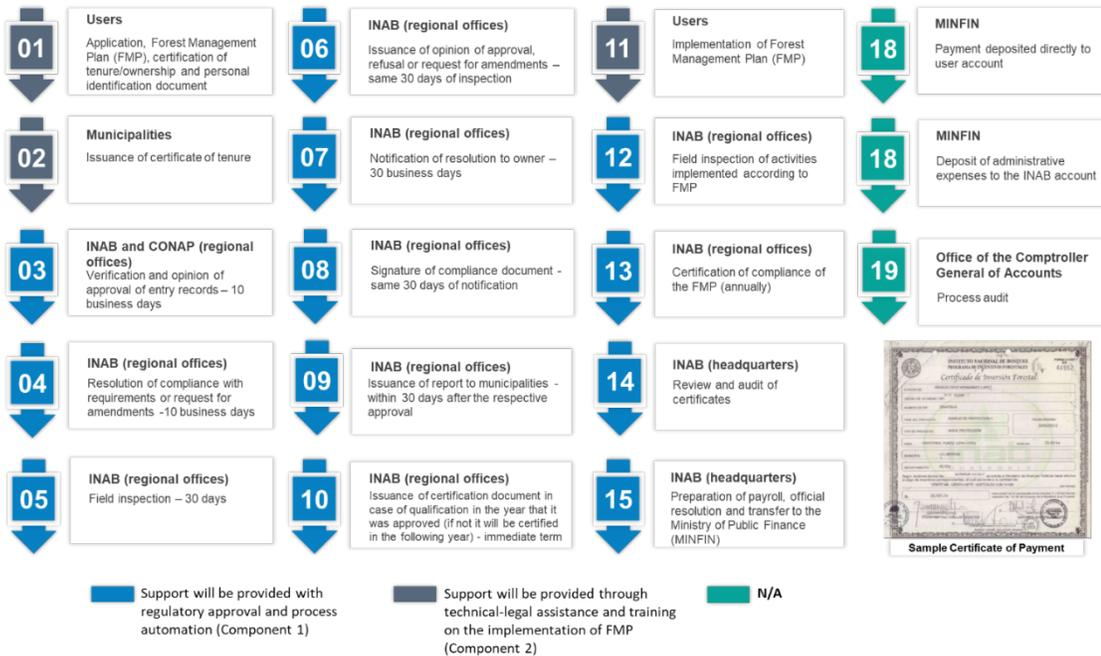 01
Users
Application, Forest Management
Plan (FMP), certification of
tenure/ownership and personal
identification document
02
Municipalities
Issuance of certificate of tenure
03
INAB and CONAP (regional
offices)
Verification and opinion of
approval of entry records – 10
business days
04
INAB (regional offices)
Resolution of compliance with
requirements or request for
amendments -10 business days
05
INAB (regional offices)
Field inspection – 30 days
06
INAB (regional offices)
Issuance of opinion of approval,
refusal or request for amendments –
same 30 days of inspection
07
INAB (regional offices)
Notification of resolution to owner –
30 business days
08
INAB (regional offices)
Signature of compliance document -
same 30 days of notification
09
INAB (regional offices)
Issuance of report to municipalities -
within 30 days after the respective
approval
10
INAB (regional offices)
Issuance of certification document in
case of qualification in the year that it
was approved (if not it will be certified
in the following year) - immediate term
11
Users
Implementation of Forest
Management Plan (FMP)
12
INAB (regional offices)
Field inspection of activities
implemented according to
FMP
13
INAB (regional offices)
Certification of compliance of
the FMP (annually)
14
INAB (headquarters)
Review and audit of
certificates
15
INAB (headquarters)
Preparation of payroll, official
resolution and transfer to the
Ministry of Public Finance
(MINFIN)
18
MINFIN
Payment deposited directly to
user account
18
MINFIN
Deposit of administrative
expenses to the INAB account
19
Office of the Comptroller
General of Accounts
Process audit
INSTITUTO NACIONAL DE BOSQUES
PROGRAMA DE INCENTIVOS FORESTALES
Certificado de Inversión Forestal
Sample Certificate of Payment
Support will be provided with
regulatory approval and process
automation (Component 1)
Support will be provided through
technical-legal assistance and training
on the implementation of FMP
(Component 2)
N/A